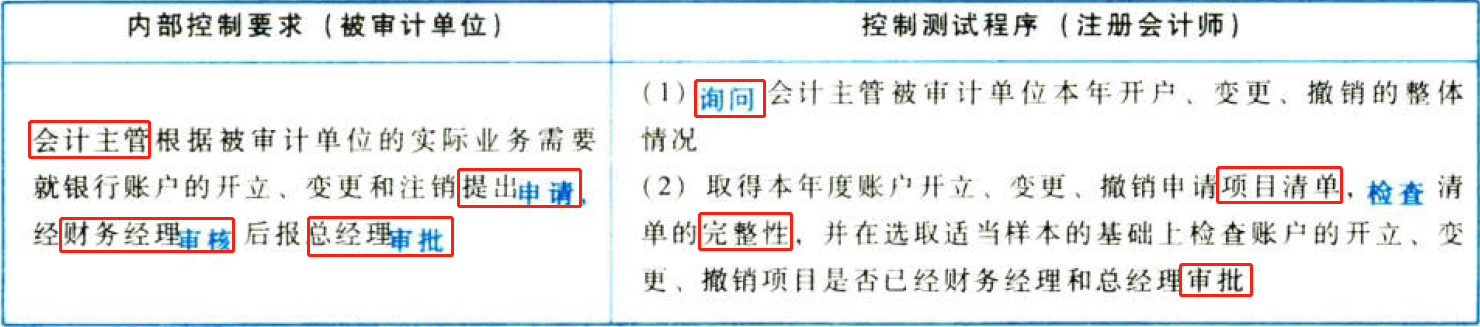 内部控制要求（被审计单位）
控制测试程序（注册会计师）
会计主管根据被审计单位的实际业务需要
就银行账户的开立、变更和注销提出申请，
经财务经理审核后报总经理审批
(1) 询问会计主管被审计单位本年开户、变更、撤销的整体
情况
(2) 取得本年度账户开立、变更、撤销申请项目清单，检查清
单的完整性，并在选取适当样本的基础上检查账户的开立、变
更、撤销项目是否已经财务经理和总经理审批